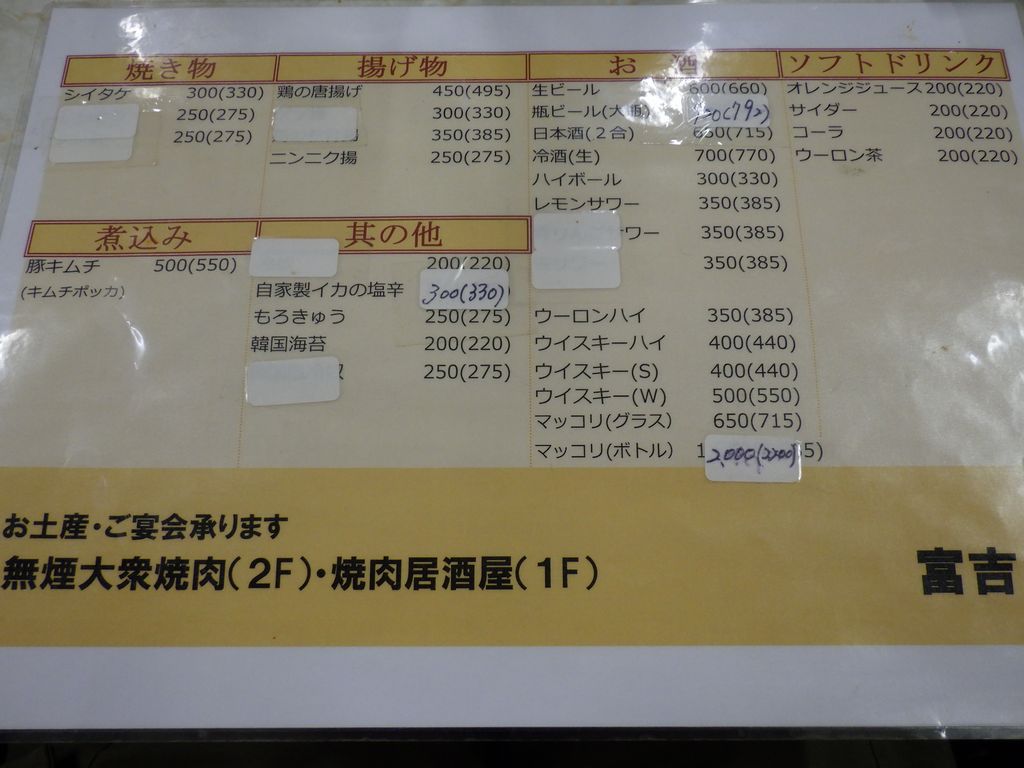 焼き物
シイタケ 300(330)
250(275)
250(275)
揚げ物
鶏の唐揚げ 450(495)
300(330)
350(385)
ニンニク揚 250(275)
お酒
生ビール 600(660)
瓶ビール(大瓶) (792)
日本酒(2合) 650(715)
冷酒(生) 700(770)
ハイボール 300(330)
レモンサワー 350(385)
ワー 350(385)
350(385)
ウーロンハイ 350(385)
ウイスキーハイ 400(440)
ウイスキー(S) 400(440)
ウイスキー(W) 500(550)
マッコリ(グラス) 650(715)
マッコリ(ボトル) 2,000(2200)
ソフトドリンク
オレンジジュース 200(220)
サイダー 200(220)
コーラ 200(220)
ウーロン茶 200(220)
煮込み
豚キムチ 500(550)
(キムチポッカ)
其の他
200(220)
自家製イカの塩辛 300(330)
もろきゅう 250(275)
韓国海苔 200(220)
250(275)
お土産・ご宴会承ります
無煙大衆焼肉(2F)・焼肉居酒屋(1F)
富吉